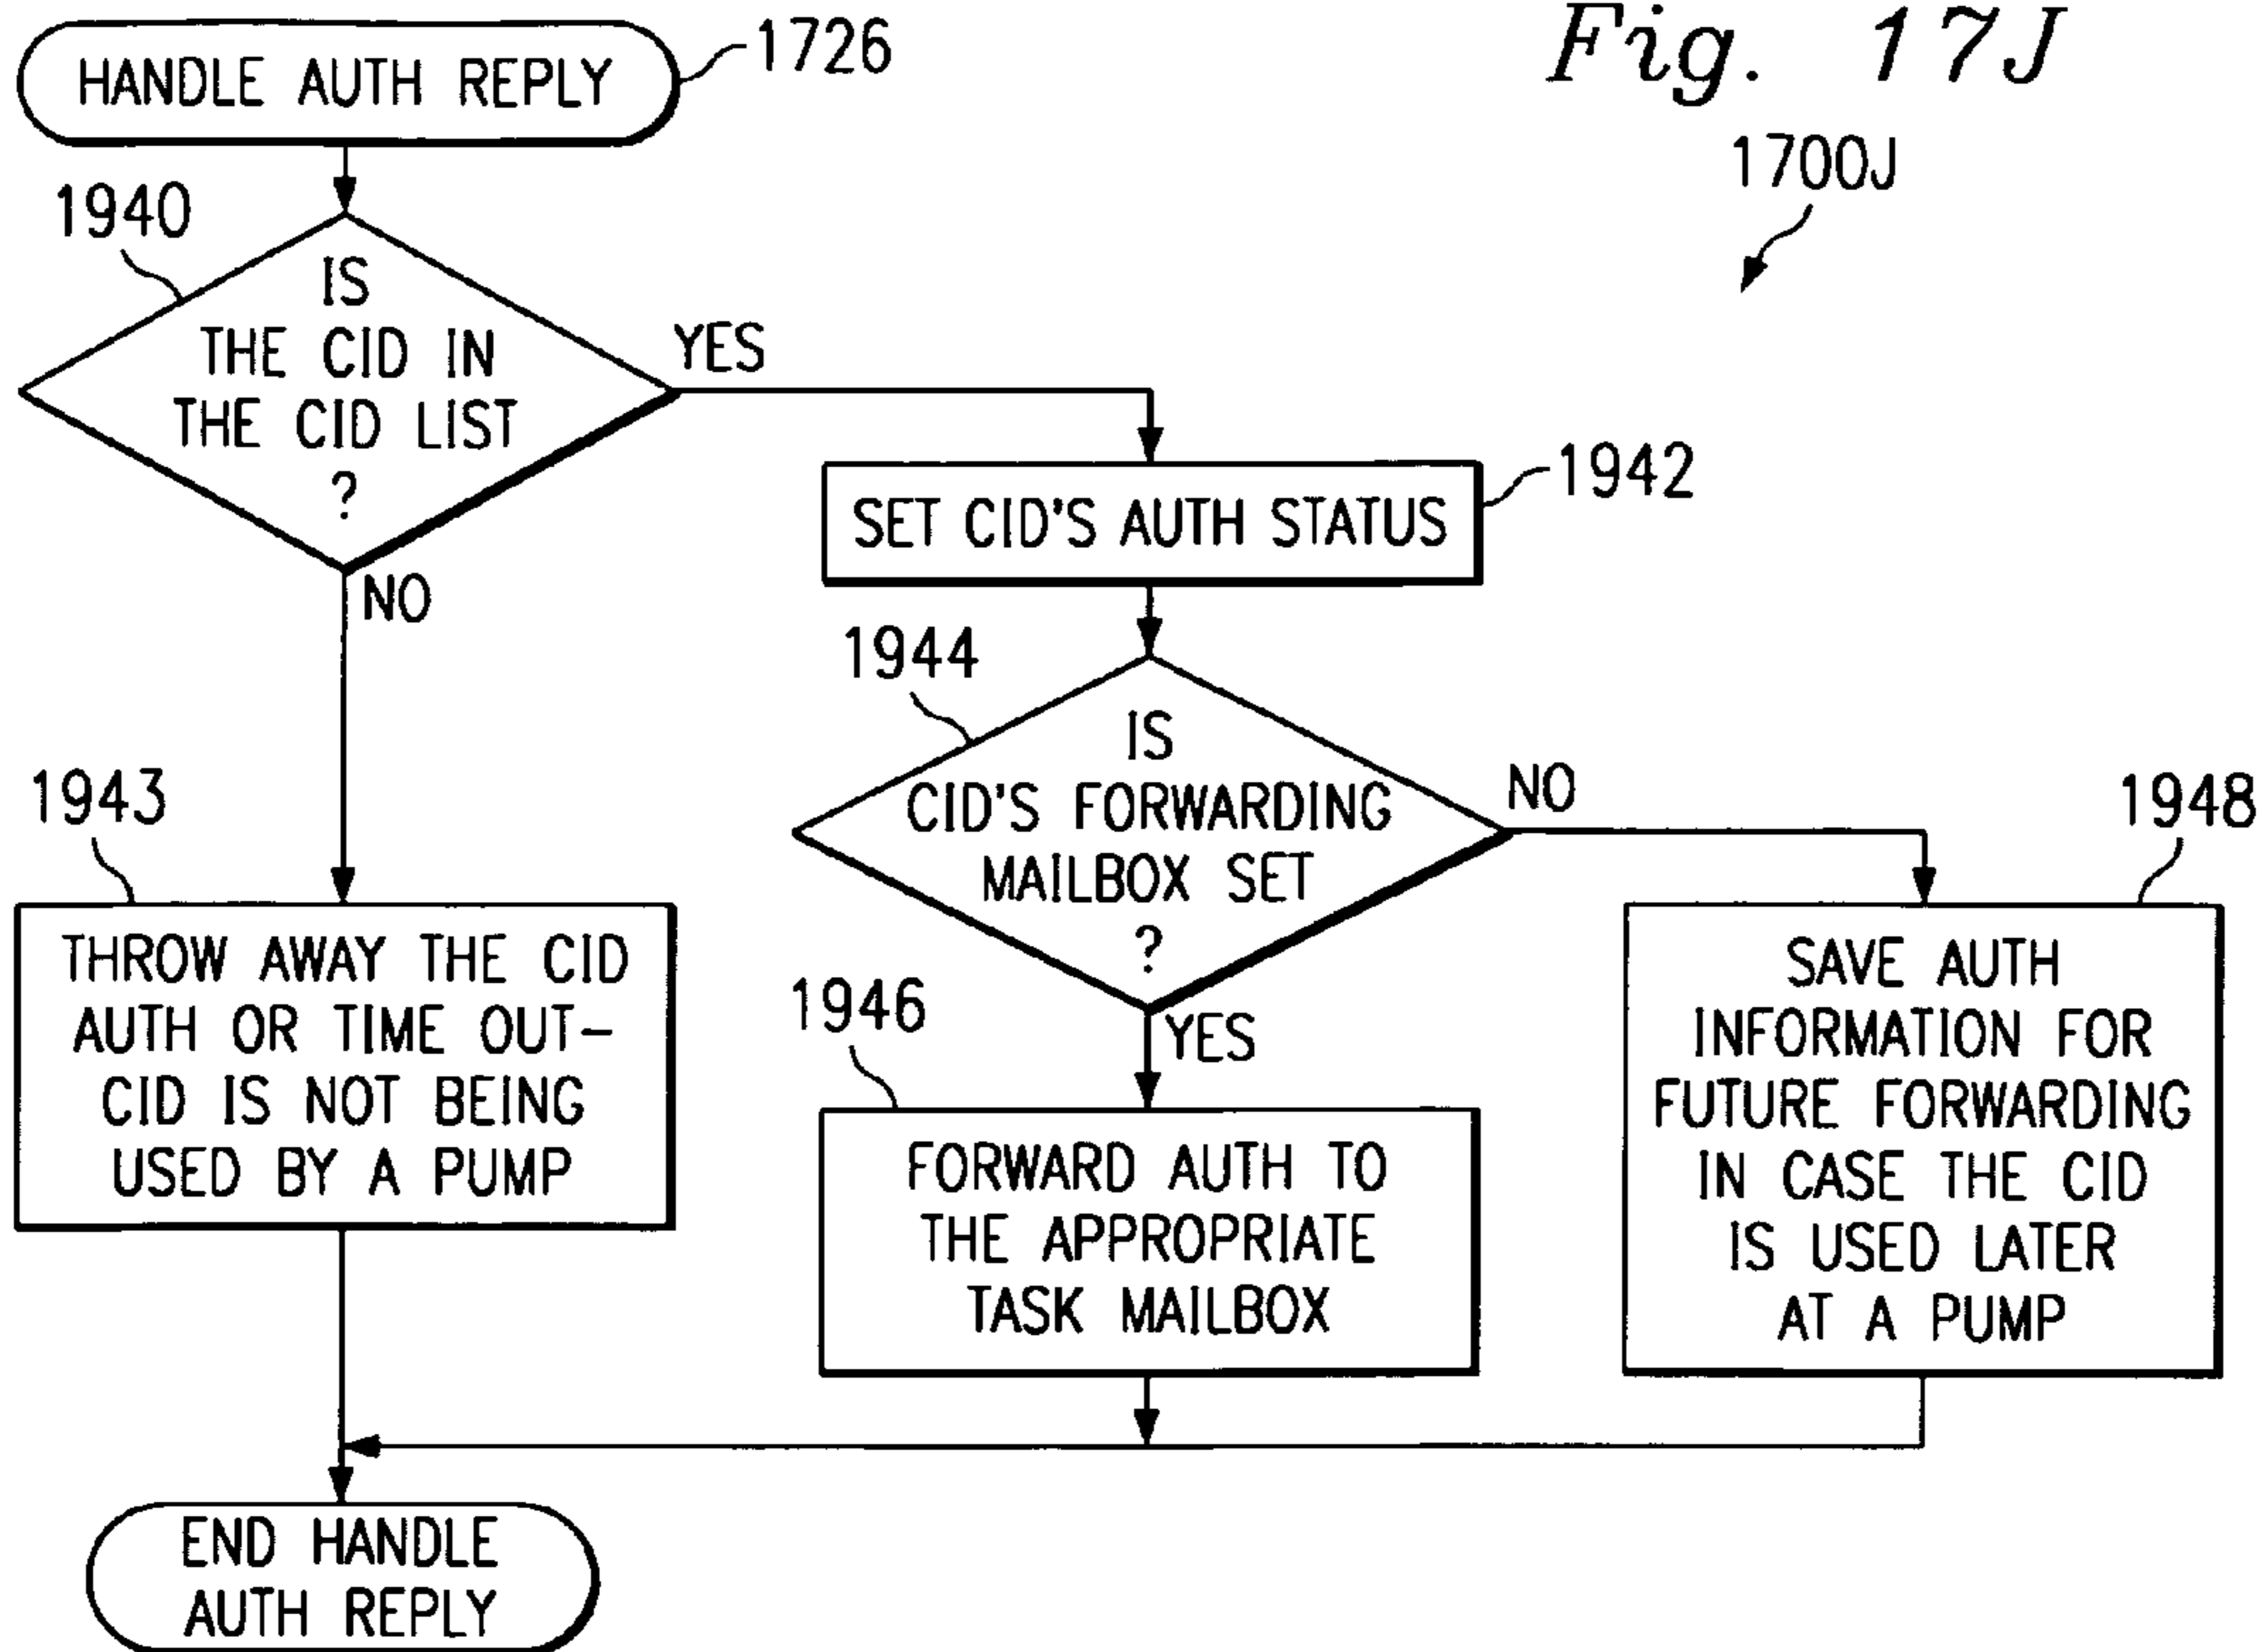 Fig. 17J
1700J
HANDLE AUTH REPLY
1726
1940
IS
THE CID IN
THE CID LIST
?
YES
NO
SET CID'S AUTH STATUS
1942
1944
IS
CID'S FORWARDING
MAILBOX SET
?
NO
YES
1943
THROW AWAY THE CID
AUTH OR TIME OUT-
CID IS NOT BEING
USED BY A PUMP
1946
FORWARD AUTH TO
THE APPROPRIATE
TASK MAILBOX
1948
SAVE AUTH
INFORMATION FOR
FUTURE FORWARDING
IN CASE THE CID
IS USED LATER
AT A PUMP
END HANDLE
AUTH REPLY